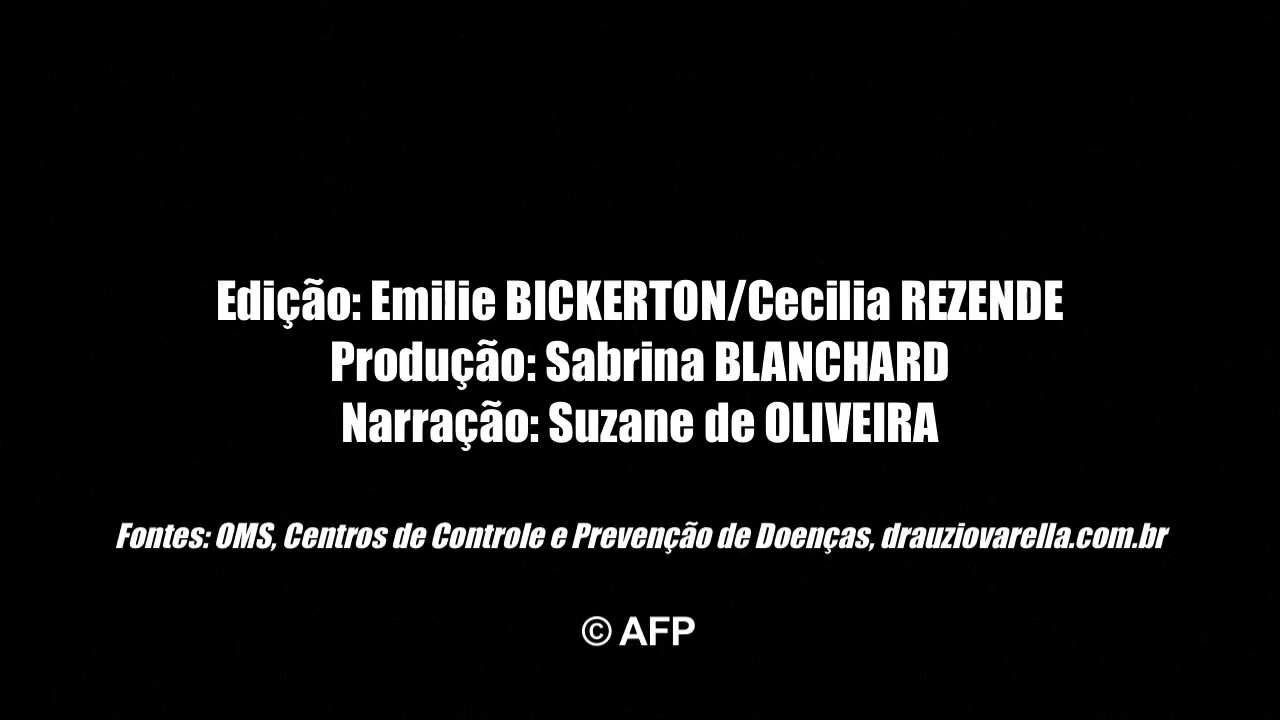 Edição: Emilie BICKERTON/Cecilia REZENDE
Produção: Sabrina BLANCHARD
Narração: Suzane de OLIVEIRA
Fontes: OMS, Centros de Controle e Prevenção de Doenças, drauziovarella.com.br
© AFP